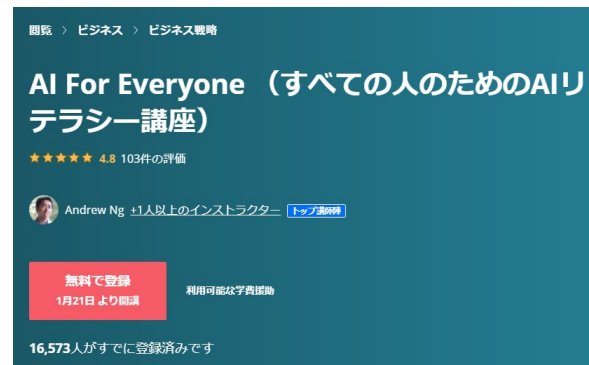 閲覧 > ビジネス > ビジネス戦略
AI For Everyone （すべての人のためのAIリ
テラシー講座）
★★★★★ 4.8 103件の評価
Andrew Ng +1人以上のインストラクター トップ講師陣
無料で登録
1月21日 より開講
利用可能な学費援助
16,573人がすでに登録済みです